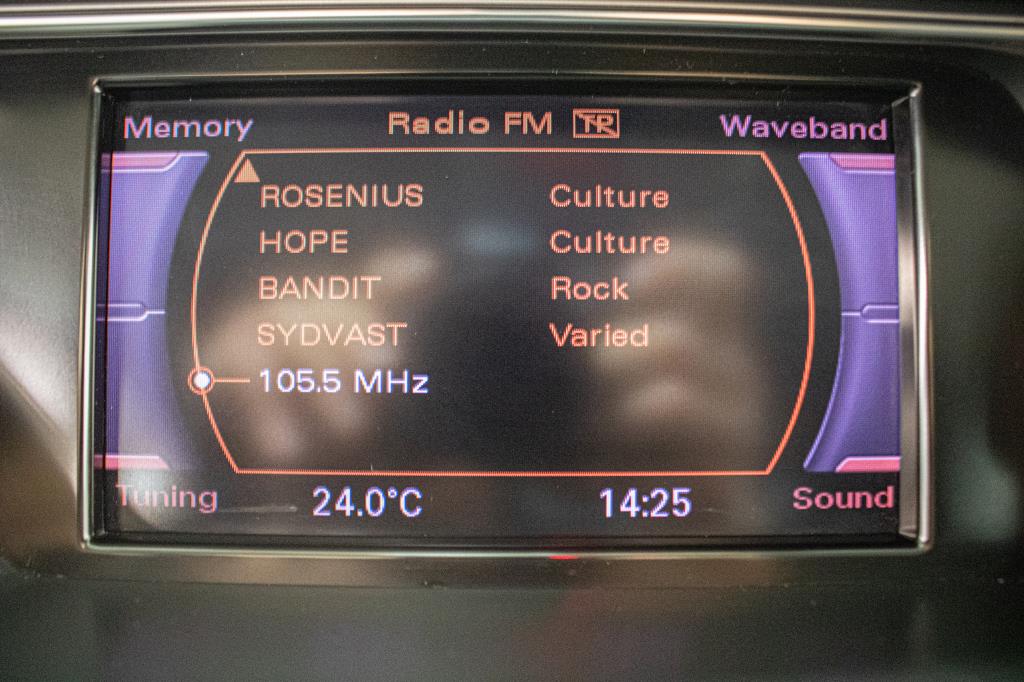 Memory Radio FM TP Waveband
ROSENIUS Culture
HOPE Culture
BANDIT Rock
SYDVAST Varied
105.5 MHz
Tuning 24.0°C 14:25 Sound